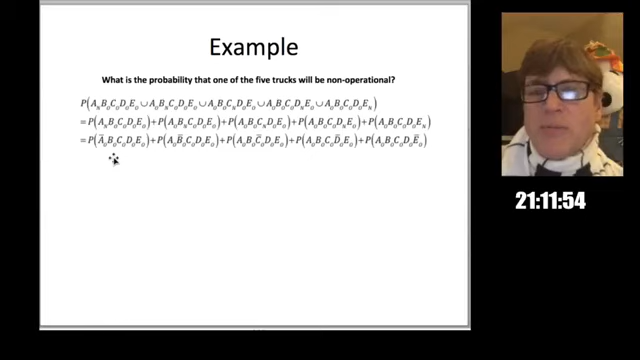 Example
What is the probability that one of the five trucks will be non-operational?
P(A_N B_O C_O D_O E_O ∪ A_O B_N C_O D_O E_O ∪ A_O B_O C_N D_O E_O ∪ A_O B_O C_O D_N E_O ∪ A_O B_O C_O D_O E_N)
= P(A_N B_O C_O D_O E_O) + P(A_O B_N C_O D_O E_O) + P(A_O B_O C_N D_O E_O) + P(A_O B_O C_O D_N E_O) + P(A_O B_O C_O D_O E_N)
= P(A̅_O B_O C_O D_O E_O) + P(A_O B̅_O C_O D_O E_O) + P(A_O B_O C̅_O D_O E_O) + P(A_O B_O C_O D̅_O E_O) + P(A_O B_O C_O D_O E̅_O)
21:11:54